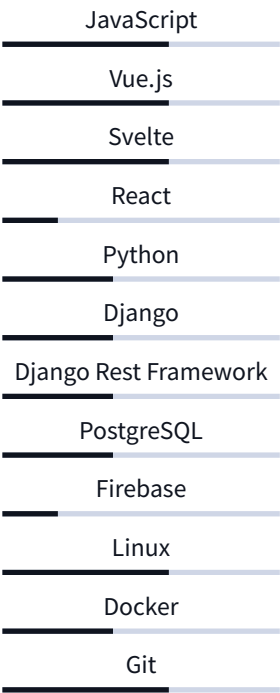 JavaScript
Vue.js
Svelte
React
Python
Django
Django Rest Framework
PostgreSQL
Firebase
Linux
Docker
Git